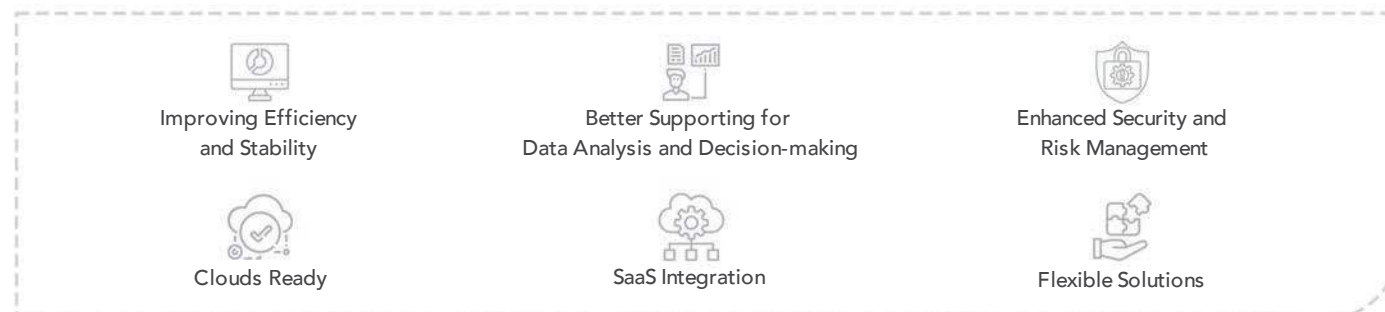 Improving Efficiency
and Stability
Better Supporting for
Data Analysis and Decision-making
Enhanced Security and
Risk Management
Clouds Ready
SaaS Integration
Flexible Solutions